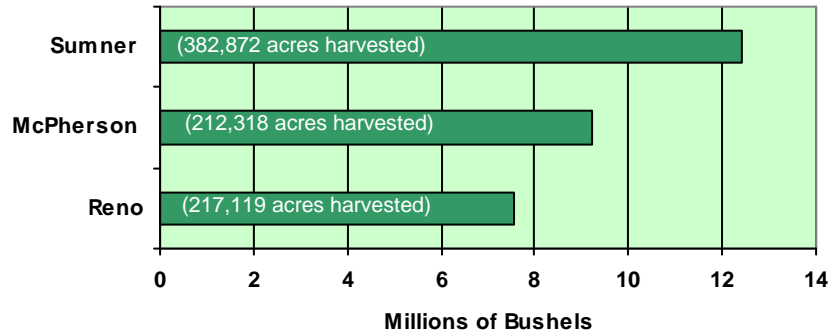 Sumner
(382,872 acres harvested)
McPherson
(212,318 acres harvested)
Reno
(217,119 acres harvested)
0 2 4 6 8 10 12 14
Millions of Bushels